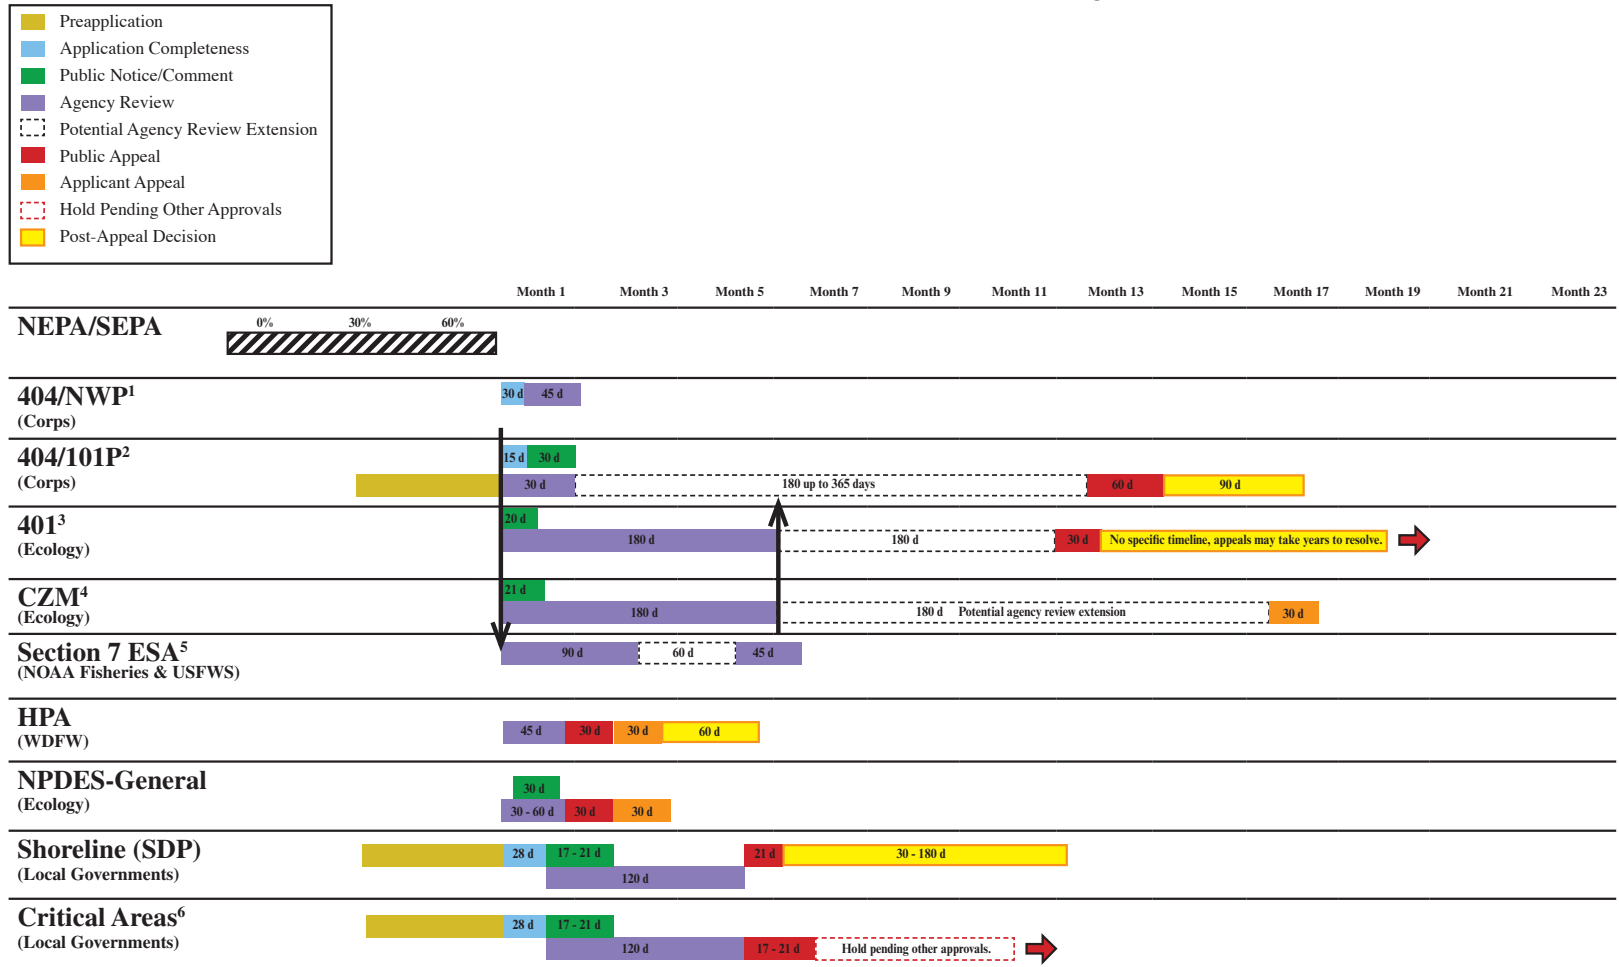 Preapplication
Application Completeness
Public Notice/Comment
Agency Review
Potential Agency Review Extension
Public Appeal
Applicant Appeal
Hold Pending Other Approvals
Post-Appeal Decision
Month 1 Month 3 Month 5 Month 7 Month 9 Month 11 Month 13 Month 15 Month 17 Month 19 Month 21 Month 23
NEPA/SEPA
0% 30% 60%
404/NWP¹
(Corps)
30 d 45 d
404/101P²
(Corps)
15 d 30 d
30 d 180 up to 365 days 60 d 90 d
401³
(Ecology)
20 d
180 d 180 d 30 d No specific timeline, appeals may take years to resolve.
CZM⁴
(Ecology)
21 d
180 d 180 d Potential agency review extension 30 d
Section 7 ESA⁵
(NOAA Fisheries & USFWS)
90 d 60 d 45 d
HPA
(WDFW)
45 d 30 d 30 d 60 d
NPDES-General
(Ecology)
30 d
30 - 60 d 30 d 30 d
Shoreline (SDP)
(Local Governments)
28 d 17 - 21 d 21 d 30 - 180 d
120 d
Critical Areas⁶
(Local Governments)
28 d 17 - 21 d
120 d 17 - 21 d Hold pending other approvals.